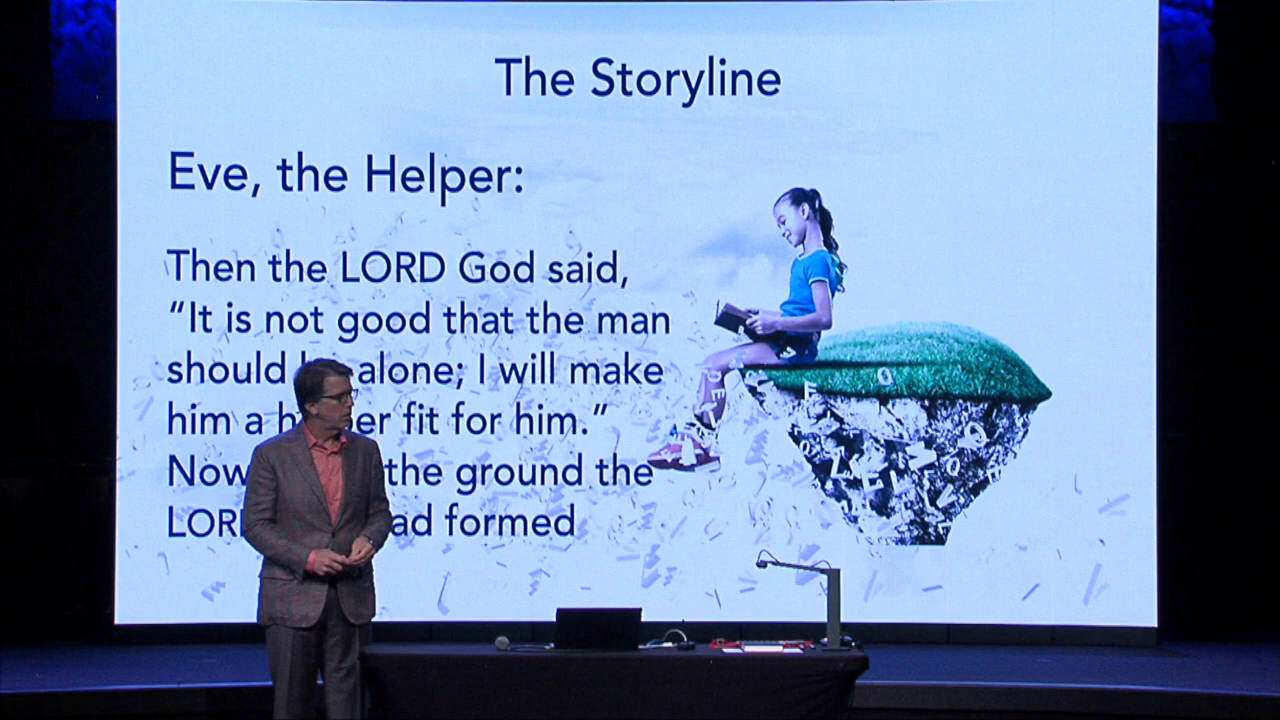 The Storyline
Eve, the Helper:
Then the LORD God said,
“It is not good that the man
should alone; I will make
him a fit for him.”
Now the ground the
formed